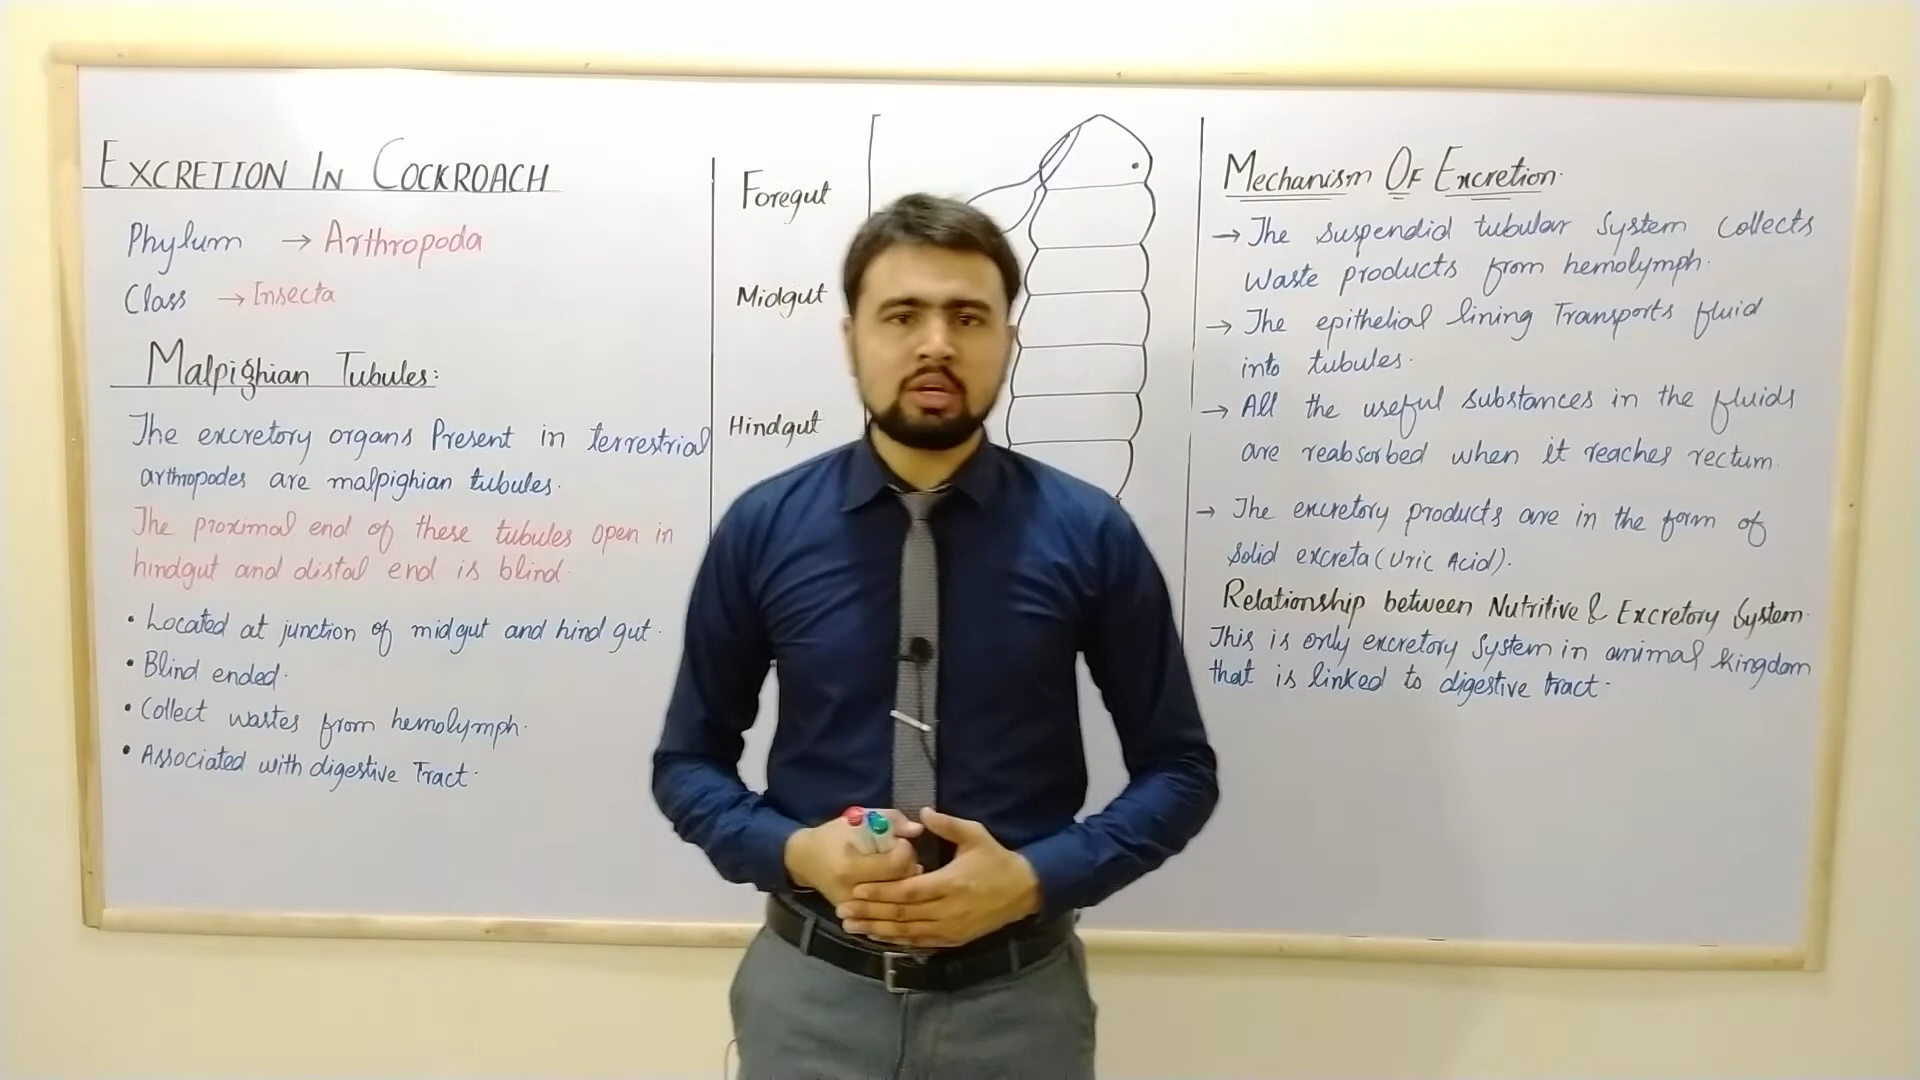 EXCRETION IN COCKROACH
Phylum → Arthropoda
Class → Insecta
Malpighian Tubules:
The excretory organs Present in terrestrial
arthropodes are malpighian tubules.
The proximal end of these tubules open in
hindgut and distal end is blind.
• Located at junction of midgut and hind gut.
• Blind ended.
• Collect wastes from hemolymph.
• Associated with digestive Tract.
Foregut
Midgut
Hindgut
Mechanism Of Excretion.
→ The suspendid tubular System Collects
Waste products from hemolymph.
→ The epithelial lining Transports fluid
into tubules.
→ All the useful substances in the fluids
are reabsorbed when it reaches rectum.
→ The excretory products are in the form of
Solid excreta (Uric Acid).
Relationship between Nutritive & Excretory System.
This is only excretory System in animal kingdom
that is linked to digestive tract.